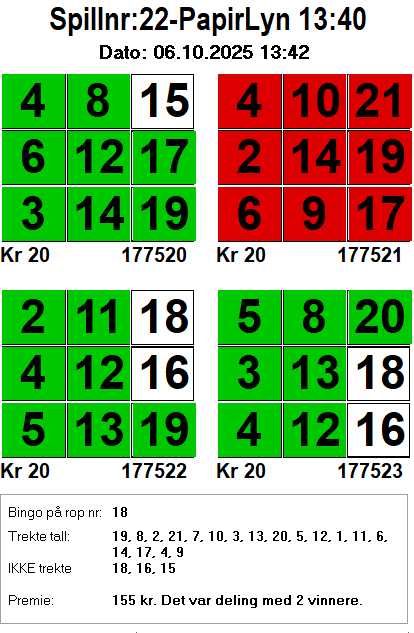 Spillnr:22-PapirLyn 13:40
Dato: 06.10.2025 13:42
4 8 15
6 12 17
3 14 19
Kr 20 177520
4 10 21
2 14 19
6 9 17
Kr 20 177521
2 11 18
4 12 16
5 13 19
Kr 20 177522
5 8 20
3 13 18
4 12 16
Kr 20 177523
Bingo på rop nr: 18
Trekte tall: 19, 8, 2, 21, 7, 10, 3, 13, 20, 5, 12, 1, 11, 6,
14, 17, 4, 9
IKKE trekte 18, 16, 15
Premie: 155 kr. Det var deling med 2 vinnere.